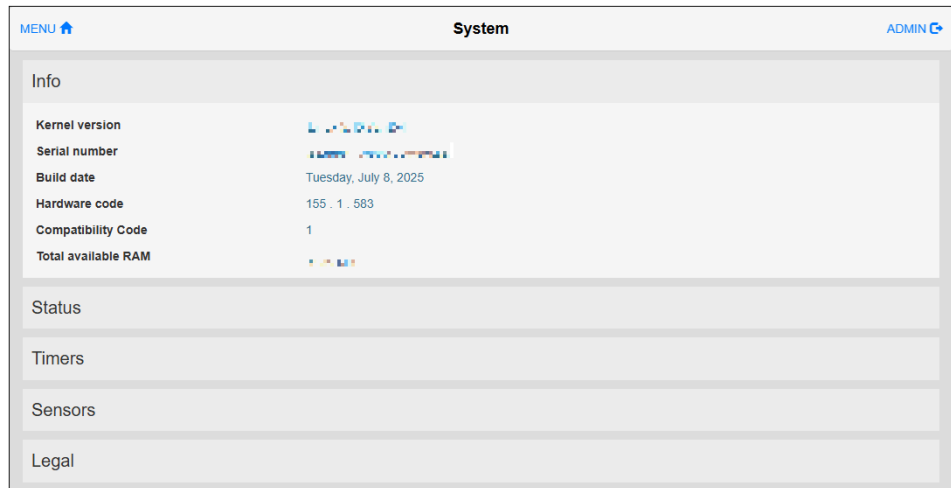 MENU
System
ADMIN
Info
Kernel version
Serial number
Build date Tuesday, July 8, 2025
Hardware code 155 . 1 . 583
Compatibility Code 1
Total available RAM
Status
Timers
Sensors
Legal